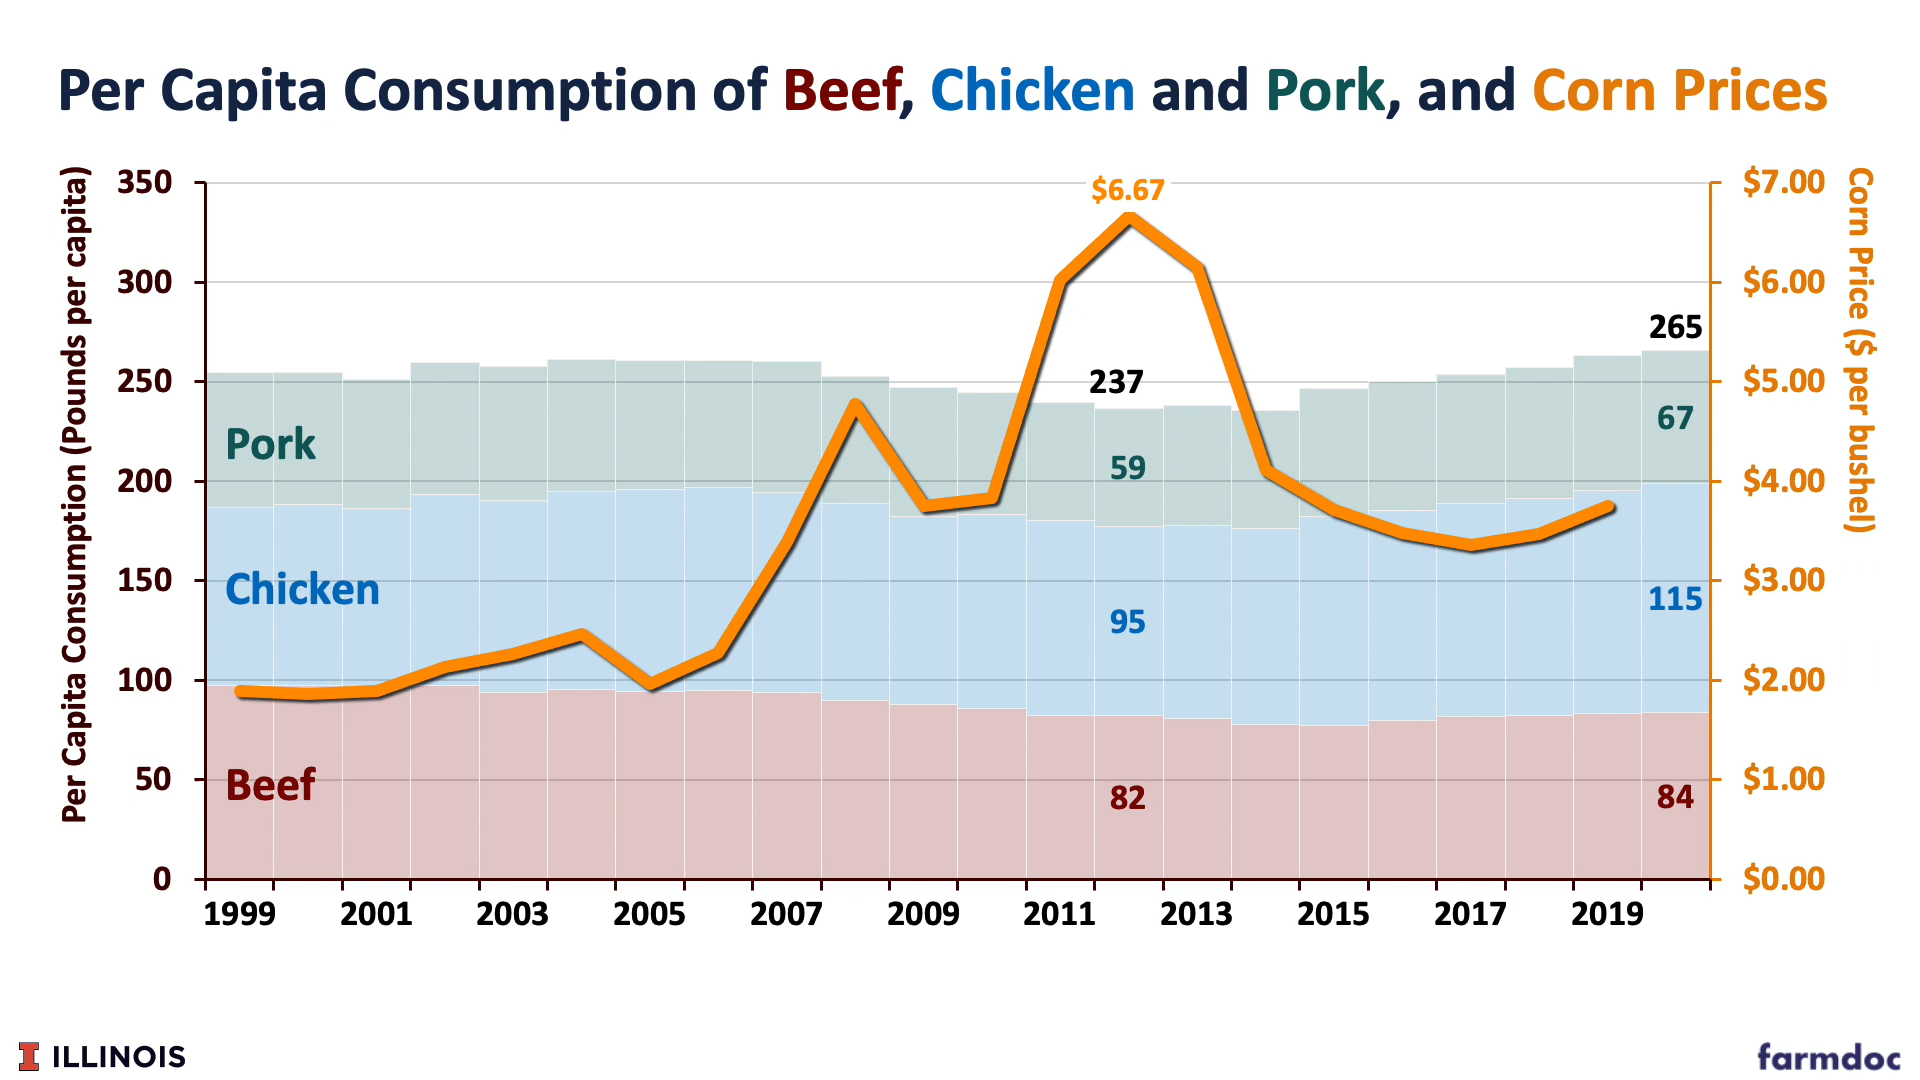 Per Capita Consumption of Beef, Chicken and Pork, and Corn Prices
Per Capita Consumption (Pounds per capita)
350
300
250
200
150
100
50
0
Pork
Chicken
Beef
$6.67
237
59
95
82
265
67
115
84
$7.00
$6.00
$5.00
$4.00
$3.00
$2.00
$1.00
$0.00
Corn Price ($ per bushel)
1999 2001 2003 2005 2007 2009 2011 2013 2015 2017 2019
I ILLINOIS
farmdoc